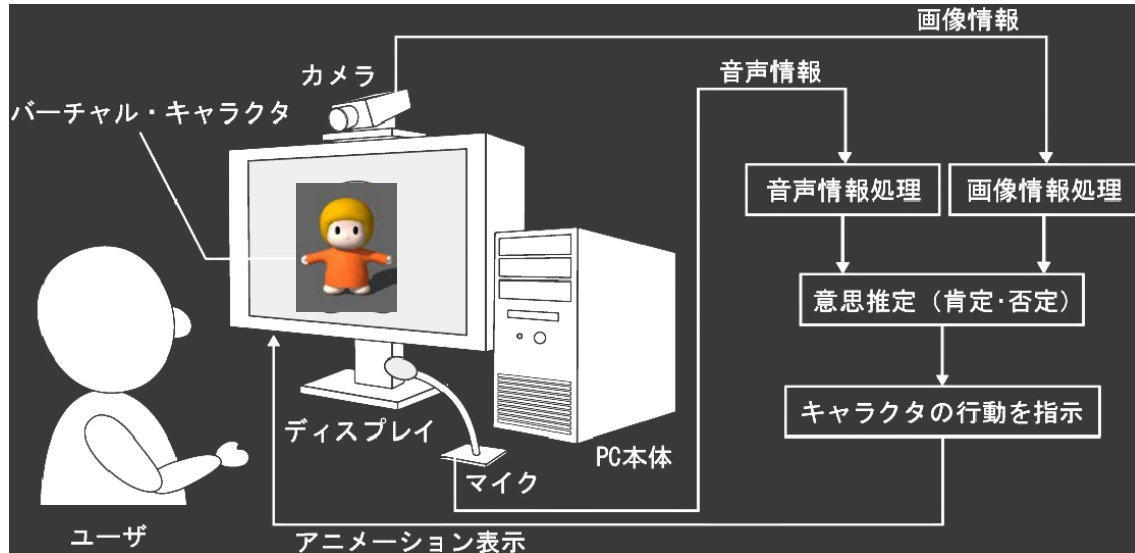 画像情報
音声情報
カメラ
バーチャル・キャラクタ
音声情報処理
画像情報処理
意思推定（肯定・否定）
キャラクタの行動を指示
ディスプレイ
マイク
PC本体
ユーザ
アニメーション表示